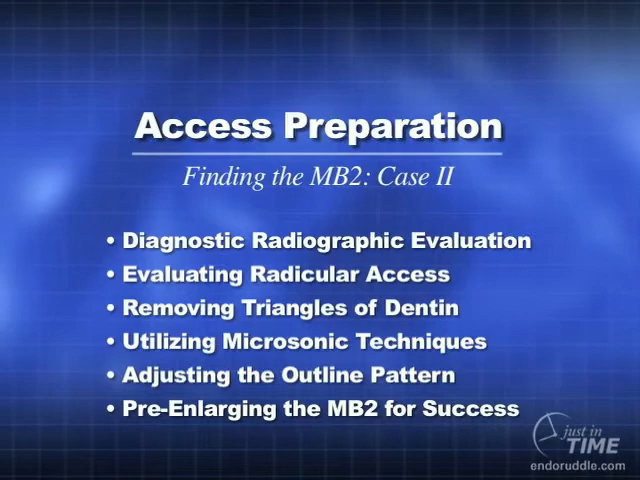 Access Preparation
Finding the MB2: Case II
• Diagnostic Radiographic Evaluation
• Evaluating Radicular Access
• Removing Triangles of Dentin
• Utilizing Microsonic Techniques
• Adjusting the Outline Pattern
• Pre-Enlarging the MB2 for Success
just in
TIME
endoruddle.com